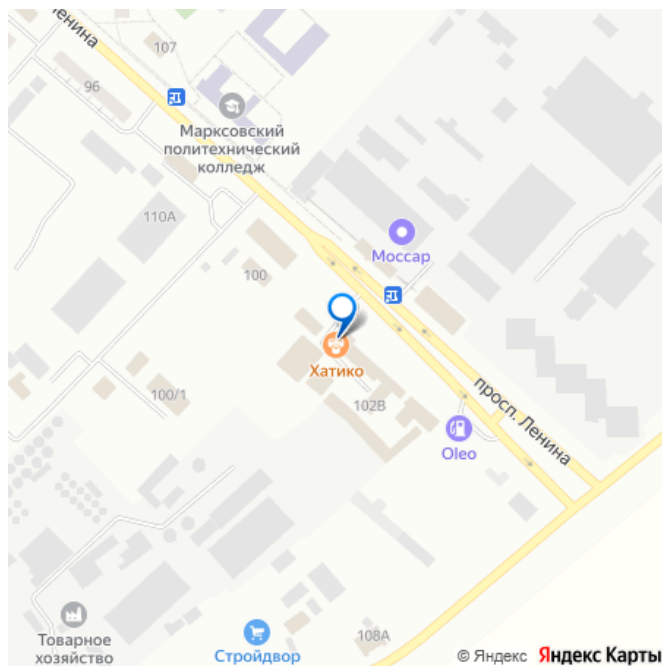 Ленина
107
96
Марксовский
политехнический
колледж
110А
Моссар
100
Хатико
100/1
102В
просп. Ленина
Oleo
Товарное
хозяйство
Стройдвор
108А
© Яндекс Яндекс Карты